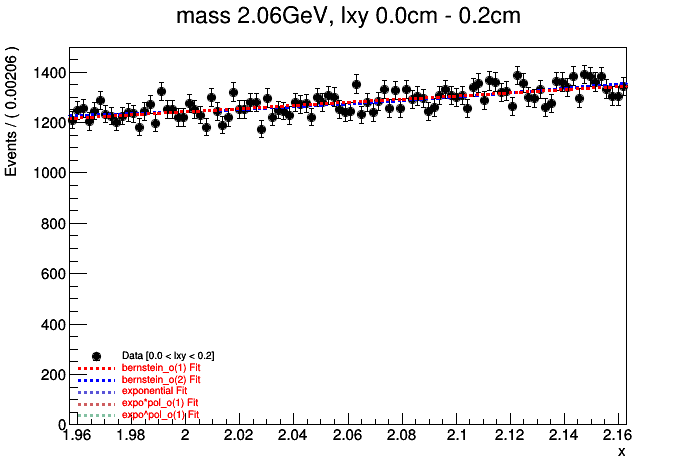 mass 2.06GeV, lxy 0.0cm - 0.2cm
Events / ( 0.00206 )
1400
1200
1000
800
600
400
200
0
Data [0.0 < lxy < 0.2]
bernstein_o(1) Fit
bernstein_o(2) Fit
exponential Fit
expo*pol_o(1) Fit
expo^pol_o(1) Fit
1.96 1.98 2 2.02 2.04 2.06 2.08 2.1 2.12 2.14 2.16
x